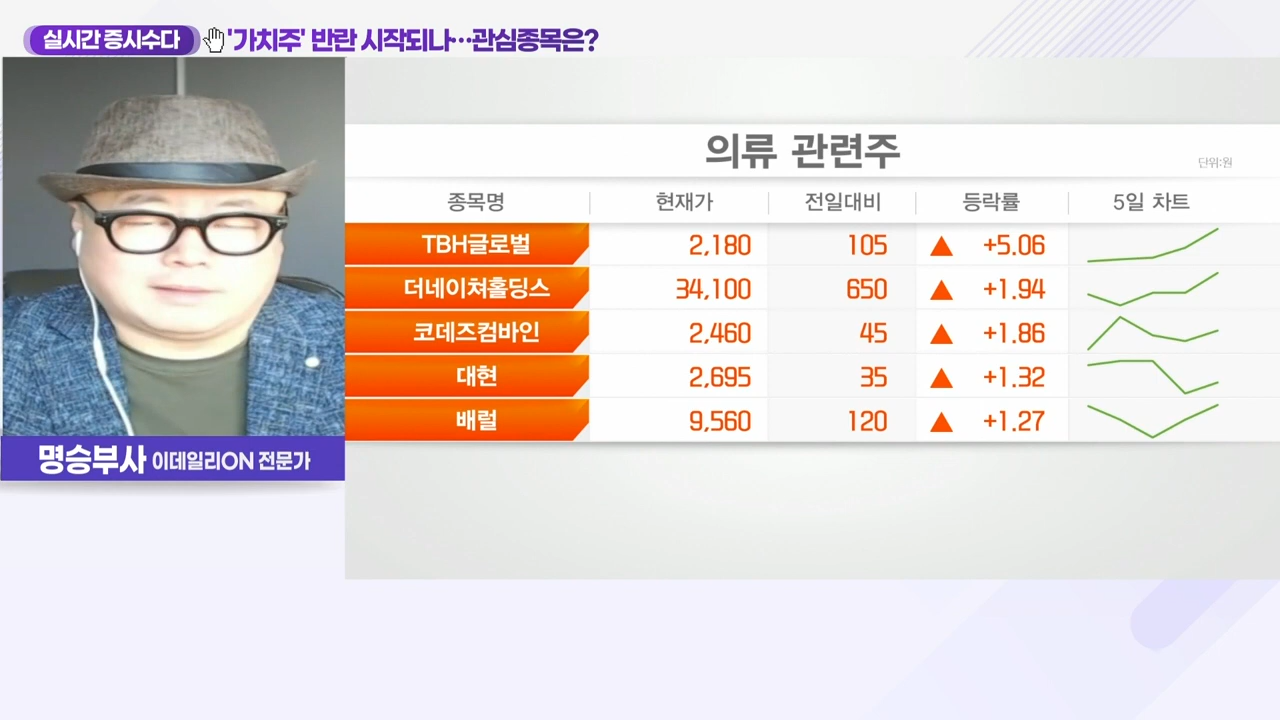 실시간 증시수다 '가치주' 반란 시작되나…관심종목은?
의류 관련주
단위:원
종목명 현재가 전일대비 등락률 5일 차트
TBH글로벌 2,180 105 ▲ +5.06
더네이쳐홀딩스 34,100 650 ▲ +1.94
코데즈컴바인 2,460 45 ▲ +1.86
대현 2,695 35 ▲ +1.32
배럴 9,560 120 ▲ +1.27
명승부사 이데일리ON 전문가